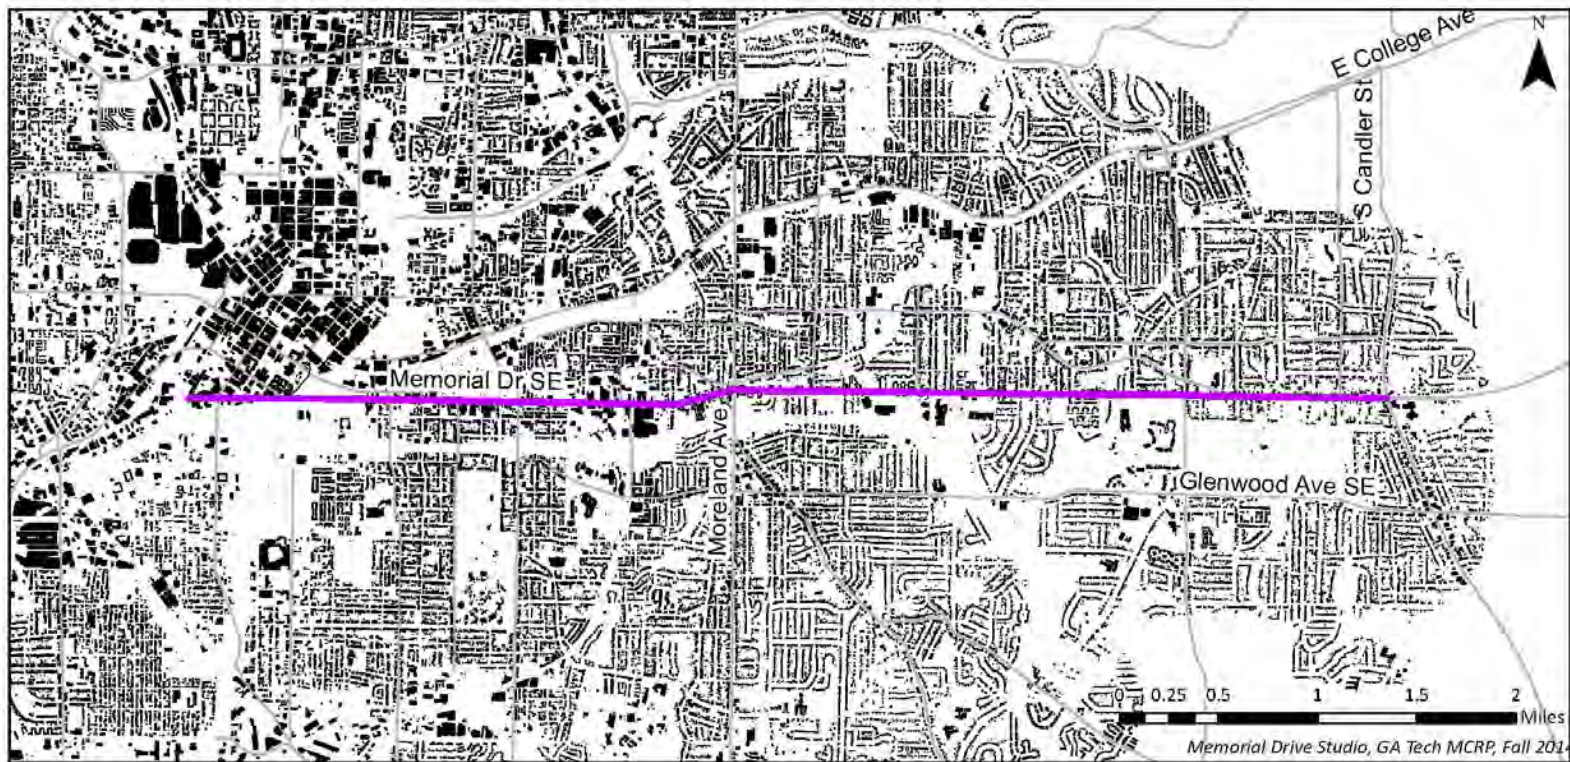 E College Ave
N
S Candler St
Memorial Dr SE
Moreland Ave
Glenwood Ave SE
0 0.25 0.5 1 1.5 2
Miles
Memorial Drive Studio, GA Tech MCRP, Fall 2014